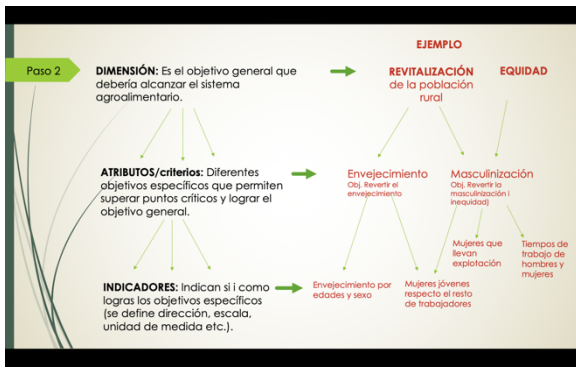 EJEMPLO
Paso 2
DIMENSIÓN: Es el objetivo general que
debería alcanzar el sistema
agroalimentario.
REVITALIZACIÓN
de la población
rural
EQUIDAD
ATRIBUTOS/criterios: Diferentes
objetivos específicos que permiten
superar puntos críticos y lograr el
objetivo general.
Envejecimiento
Obj. Revertir el
envejecimiento
Masculinización
Obj. Revertir la
masculinización i
inequidad)
Mujeres que
llevan
explotación
Tiempos de
trabajo de
hombres y
mujeres
INDICADORES: Indican si i como
logras los objetivos específicos
(se define dirección, escala,
unidad de medida etc.).
Envejecimiento por
edades y sexo
Mujeres jóvenes
respecto el resto
de trabajadores